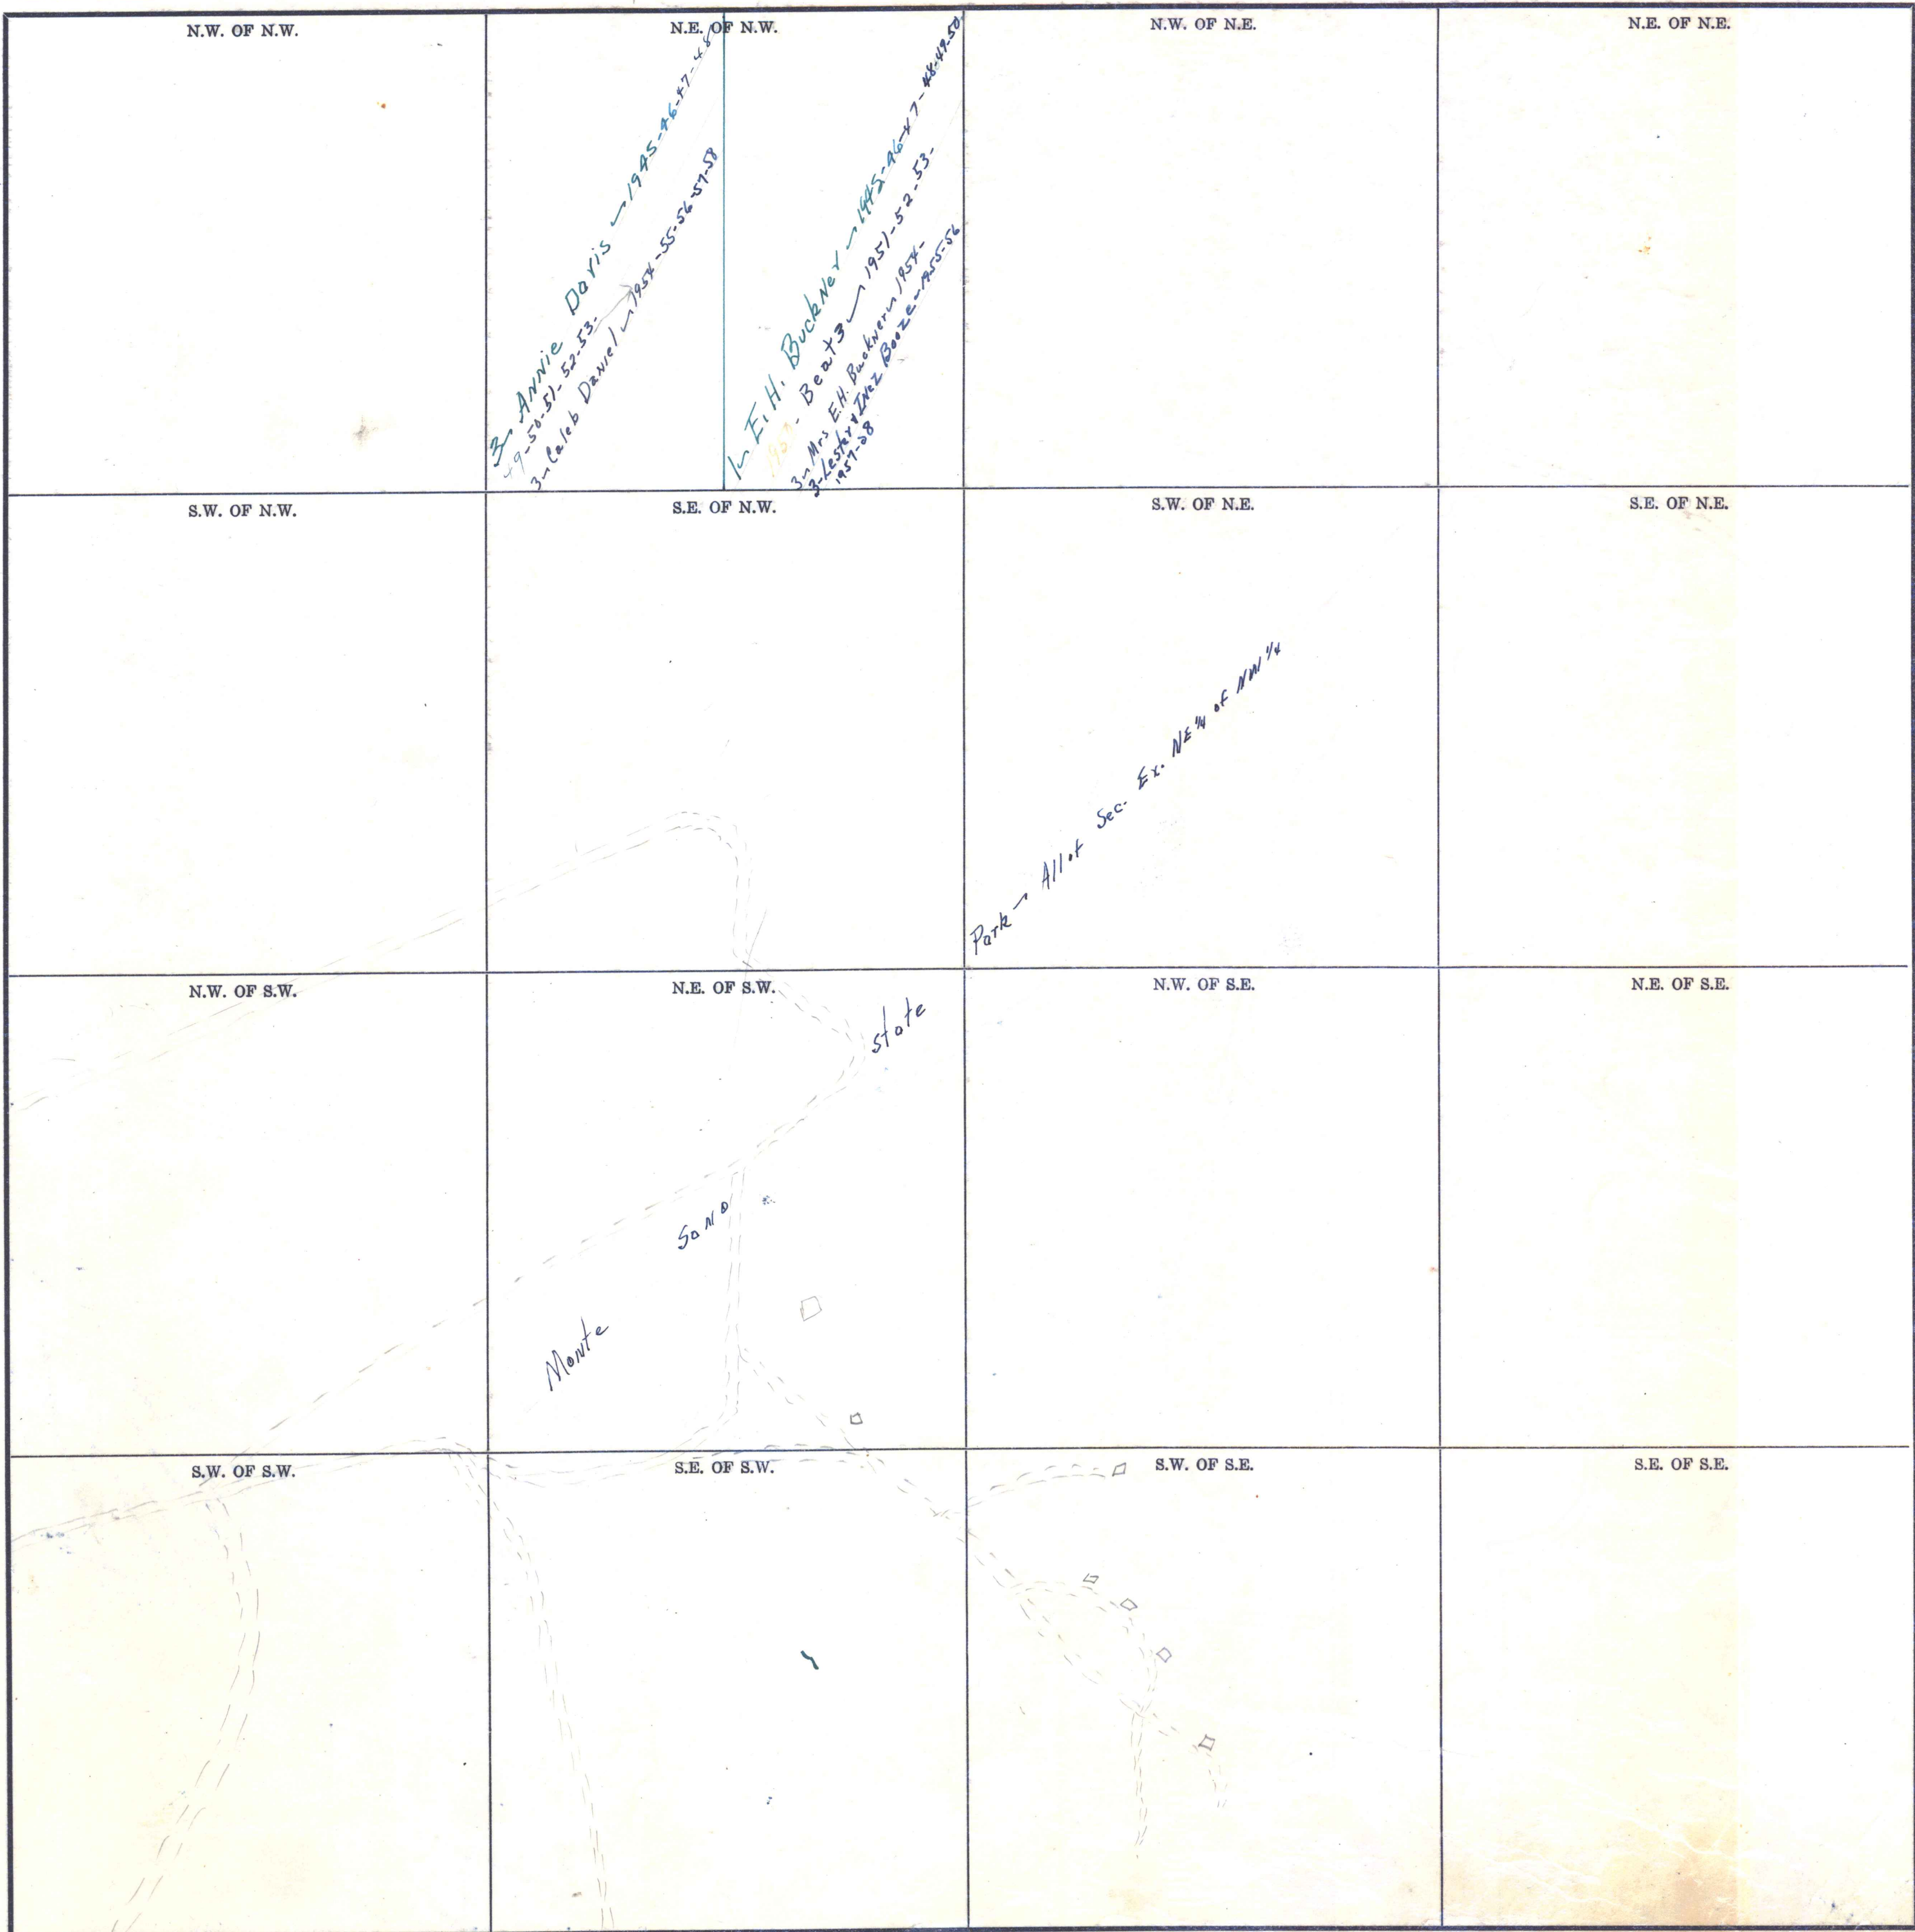 N.W. OF N.W.
N.E. OF N.W.
N.W. OF N.E.
N.E. OF N.E.
3 ANNIE Davis 1945-46-47-48
49-50-51-52-53-
3 Caleb Daniel 1954-55-56-57-58
1 E.H. Buckner 1945-46-47-48-49-50
- Beat 3 1951-52-53-
3 Mrs E.H. Buckner 1954-
3-Lester & INez Booze-1955-56
1957-58
S.W. OF N.W.
S.E. OF N.W.
S.W. OF N.E.
S.E. OF N.E.
Park All of Sec. Ex. NE 1/4 of NW 1/4
N.W. OF S.W.
N.E. OF S.W.
N.W. OF S.E.
N.E. OF S.E.
Monte Sano State
S.W. OF S.W.
S.E. OF S.W.
S.W. OF S.E.
S.E. OF S.E.